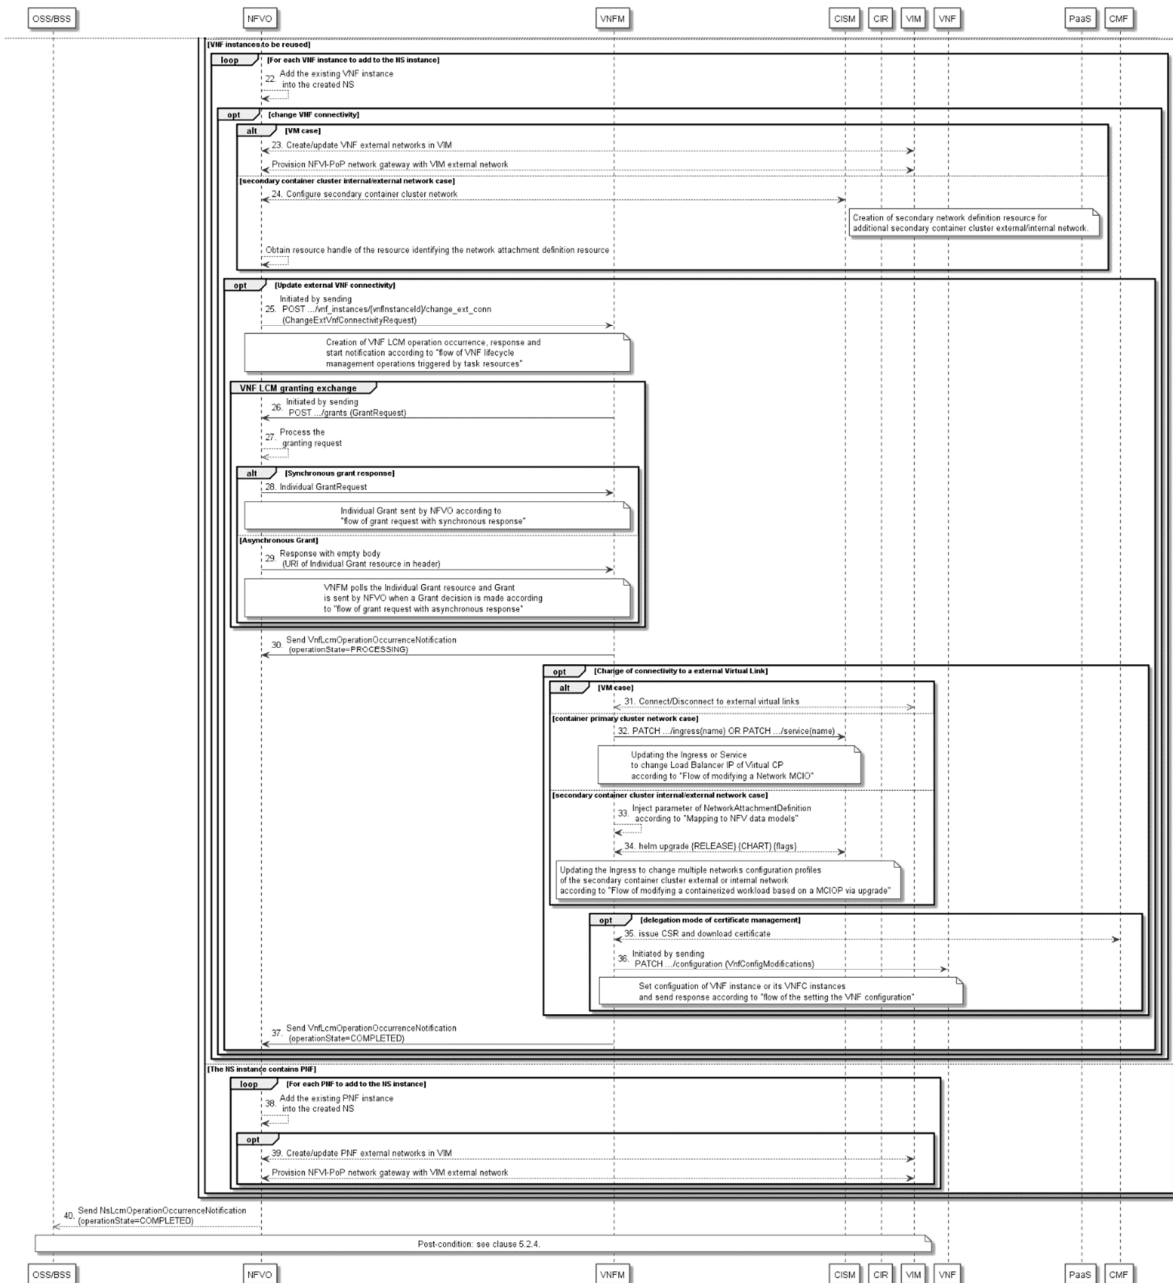 OSS/BSS
NFVO
VNFM
CISM
CIR
VIM
VNF
PaaS
CMF
[VNF instances to be reused]
loop
[For each VNF instance to add to the NS instance]
22. Add the existing VNF instance
into the created NS
opt
[change VNF connectivity]
alt
[VM case]
23. Create/update VNF external networks in VIM
Provision NFVI-PoP network gateway with VIM external network
[secondary container cluster internal/external network case]
24. Configure secondary container cluster network
Creation of secondary network definition resource for
additional secondary container cluster external/internal network.
Obtain resource handle of the resource identifying the network attachment definition resource
opt
[Update external VNF connectivity]
Initiated by sending
25. POST .../vnf_instances/{vnfInstanceId}/change_ext_conn
(ChangeExtVnfConnectivityRequest)
Creation of VNF LCM operation occurrence, response and
start notification according to "flow of VNF lifecycle
management operations triggered by task resources"
VNF LCM granting exchange
26. Initiated by sending
POST .../grants (GrantRequest)
27. Process the
granting request
alt
[Synchronous grant response]
28. Individual GrantRequest
Individual Grant sent by NFVO according to
"flow of grant request with synchronous response"
[Asynchronous Grant]
29. Response with empty body
(URI of Individual Grant resource in header)
VNFM polls the Individual Grant resource and Grant
is sent by NFVO when a Grant decision is made according
to "flow of grant request with asynchronous response"
30. Send VnfLcmOperationOccurrenceNotification
(operationState=PROCESSING)
opt
[Change of connectivity to a external Virtual Link]
alt
[VM case]
31. Connect/Disconnect to external virtual links
[container primary cluster network case]
32. PATCH .../ingress(name) OR PATCH .../service(name)
Updating the Ingress or Service
to change Load Balancer IP of Virtual CP
according to "Flow of modifying a Network MCIO"
[secondary container cluster internal/external network case]
33. Inject parameter of NetworkAttachmentDefinition
according to "Mapping to NFV data models"
34. helm upgrade {RELEASE} {CHART} {flags}
Updating the Ingress to change multiple networks configuration profiles
of the secondary container cluster external or internal network
according to "Flow of modifying a containerized workload based on a MCIOP via upgrade"
opt
[delegation mode of certificate management]
35. issue CSR and download certificate
36. Initiated by sending
PATCH .../configuration (VnfConfigModifications)
Set configuation of VNF instance or its VNFC instances
and send response according to "flow of the setting the VNF configuration"
37. Send VnfLcmOperationOccurrenceNotification
(operationState=COMPLETED)
[The NS instance contains PNF]
loop
[For each PNF to add to the NS instance]
38. Add the existing PNF instance
into the created NS
opt
39. Create/update PNF external networks in VIM
Provision NFVI-PoP network gateway with VIM external network
40. Send NsLcmOperationOccurrenceNotification
(operationState=COMPLETED)
Post-condition: see clause 5.2.4.
OSS/BSS
NFVO
VNFM
CISM
CIR
VIM
VNF
PaaS
CMF